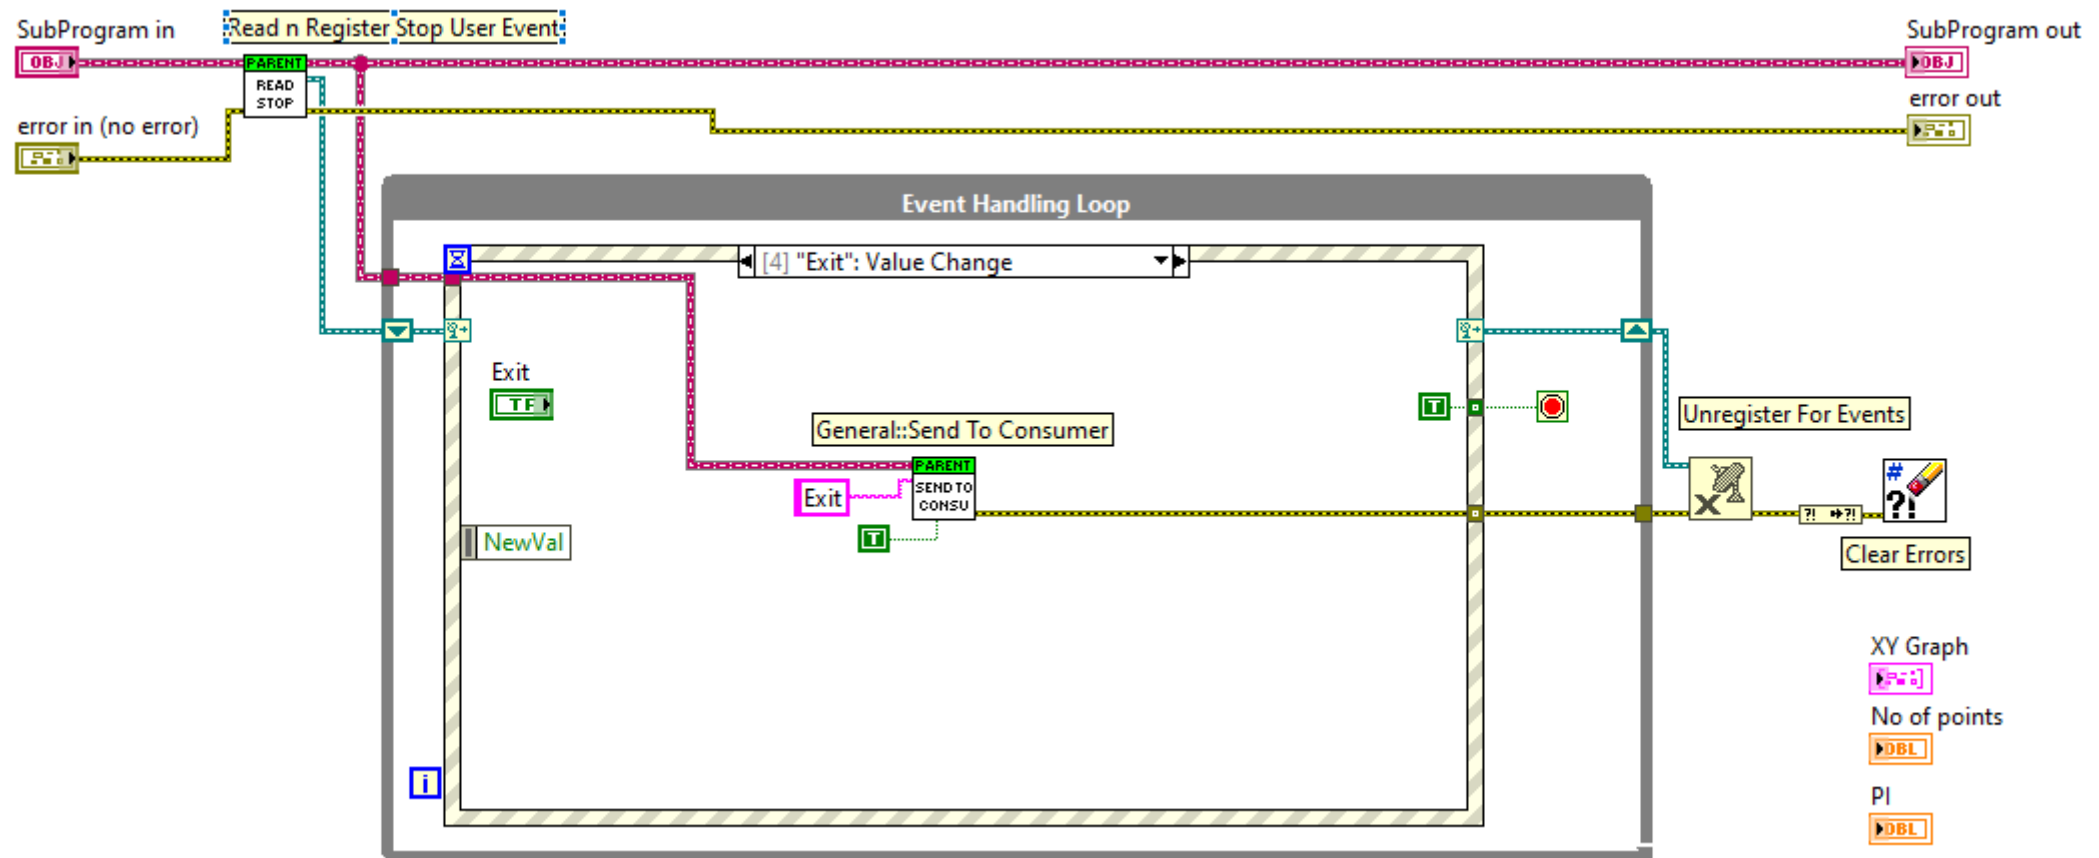 SubProgram in
Read n Register Stop User Event
SubProgram out
OBJ
PARENT
READ
STOP
OBJ
error in (no error)
error out
Event Handling Loop
[4] "Exit": Value Change
Exit
TF
T
Unregister For Events
General::Send To Consumer
PARENT
SEND TO
CONSU
Exit
T
NewVal
X
?! ?!
# ?!
Clear Errors
XY Graph
No of points
DBL
i
PI
DBL